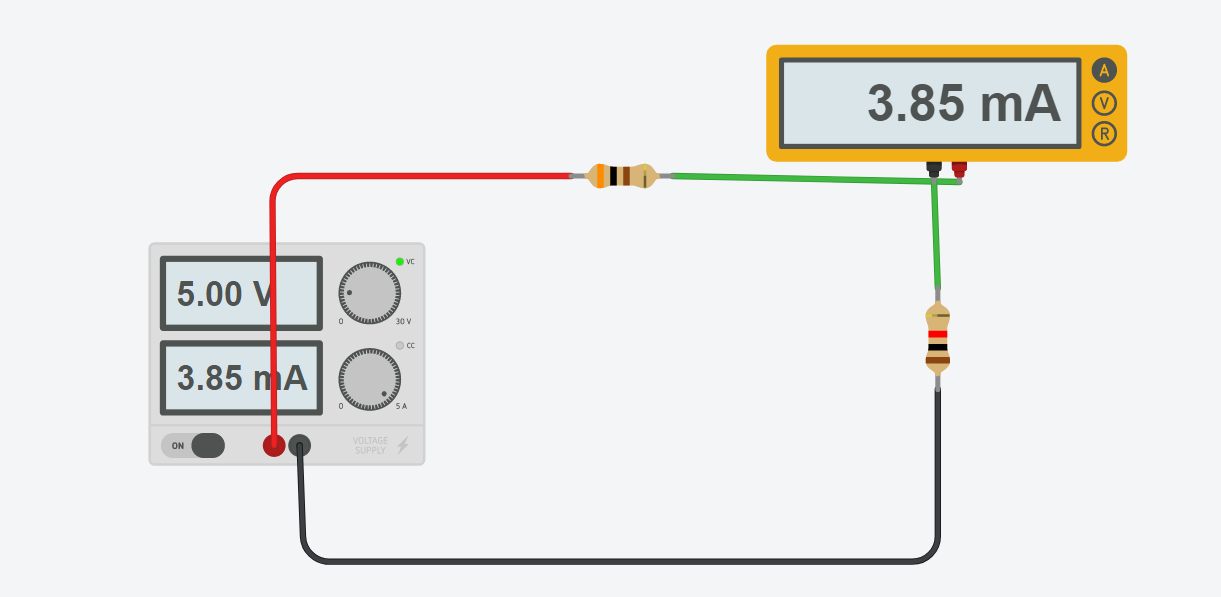 3.85 mA
A
V
R
5.00 V
VC
0
30 V
3.85 mA
CC
0
5 A
ON
VOLTAGE
SUPPLY